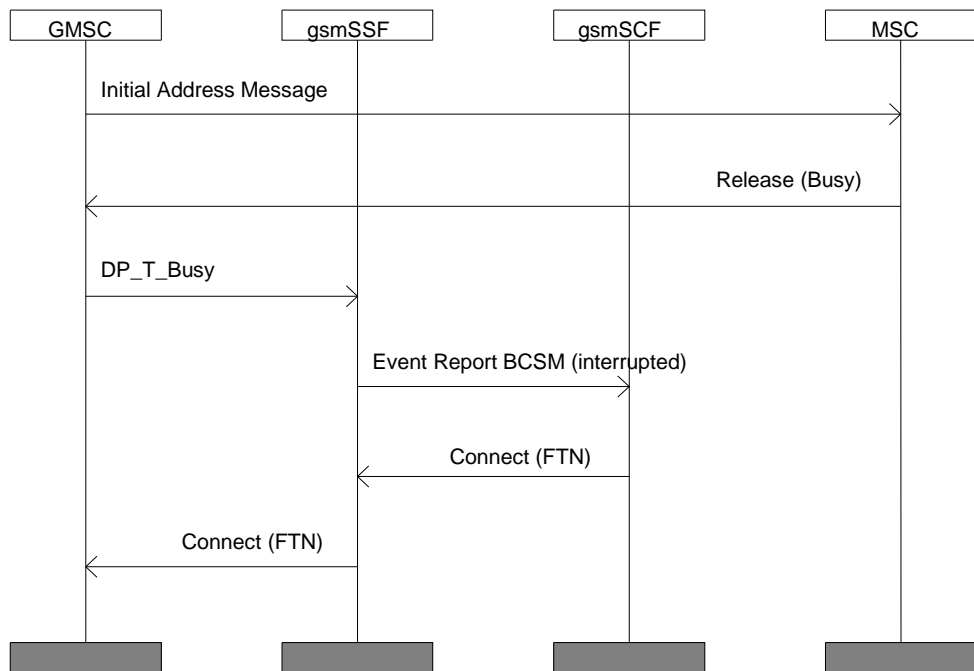 GMSC
gsmSSF
gsmSCF
MSC
Initial Address Message
Release (Busy)
DP_T_Busy
Event Report BCSM (interrupted)
Connect (FTN)
Connect (FTN)